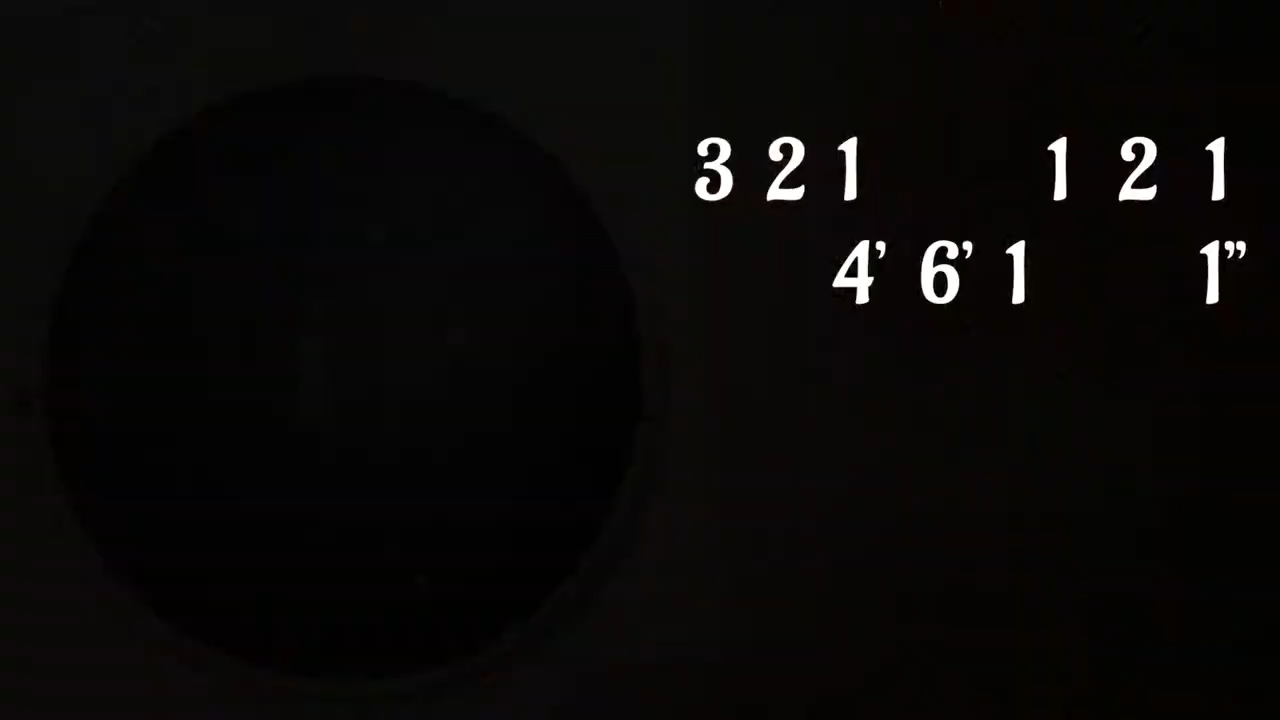 3 2 1 1 2 1
4’ 6’ 1 1”